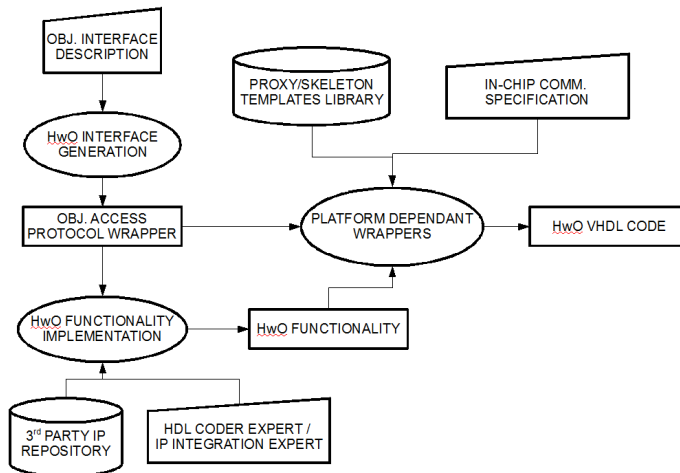 OBJ. INTERFACE
DESCRIPTION
PROXY/SKELETON
TEMPLATES LIBRARY
IN-CHIP COMM.
SPECIFICATION
HwO INTERFACE
GENERATION
OBJ. ACCESS
PROTOCOL WRAPPER
PLATFORM DEPENDANT
WRAPPERS
HwO VHDL CODE
HwO FUNCTIONALITY
IMPLEMENTATION
HwO FUNCTIONALITY
3rd PARTY IP
REPOSITORY
HDL CODER EXPERT /
IP INTEGRATION EXPERT